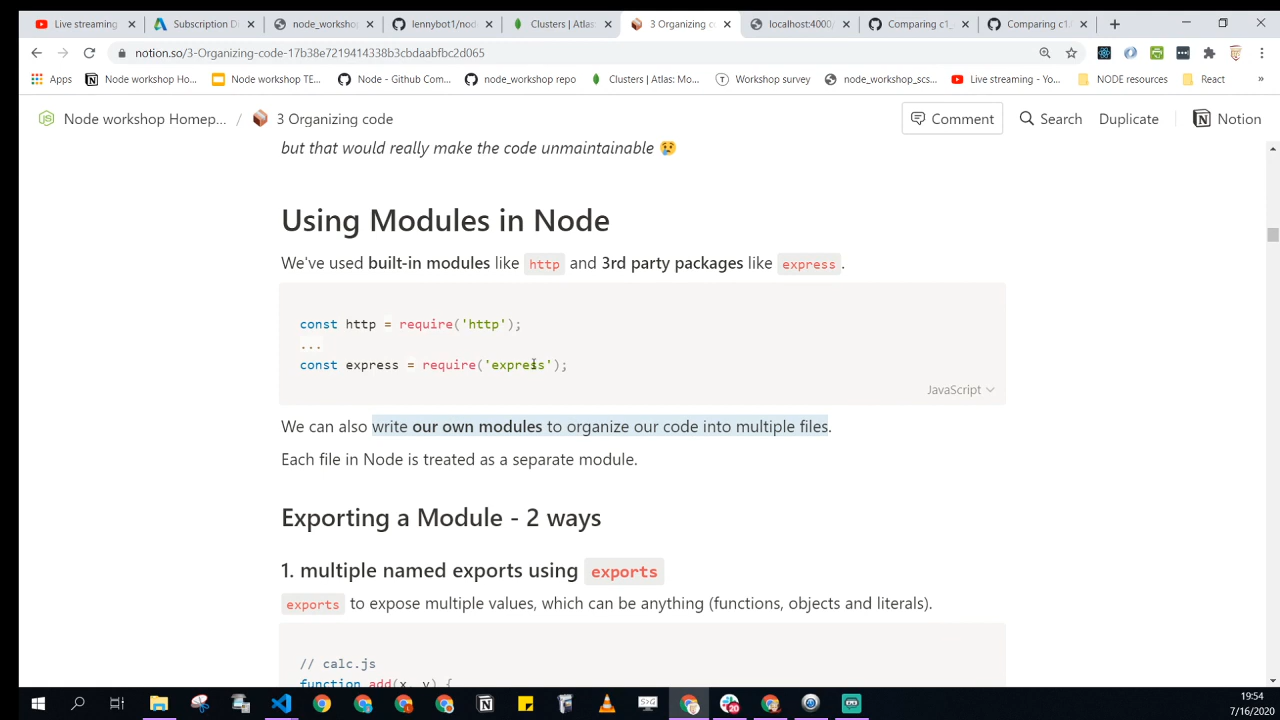 Live streaming
Subscription D
node_worksho
lennybot1/nod
Clusters | Atlas:
3 Organizing co
localhost:4000/
Comparing c1_
Comparing c1.
notion.so/3-Organizing-code-17b38e7219414338b3cbdaabfbc2d065
Apps
Node workshop Ho...
Node workshop TE...
Node - Github Com...
node_workshop repo
Clusters | Atlas: Mo...
Workshop survey
node_workshop_scs...
Live streaming - Yo...
NODE resources
React
»
Node workshop Homep... / 3 Organizing code
Comment
Search
Duplicate
Notion
but that would really make the code unmaintainable 😢
Using Modules in Node
We've used built-in modules like http and 3rd party packages like express .
const http = require('http');
...
const express = require('express');
JavaScript
We can also write our own modules to organize our code into multiple files.
Each file in Node is treated as a separate module.
Exporting a Module - 2 ways
1. multiple named exports using exports
exports to expose multiple values, which can be anything (functions, objects and literals).
// calc.js
function add(x, y) {
20
19:54
7/16/2020